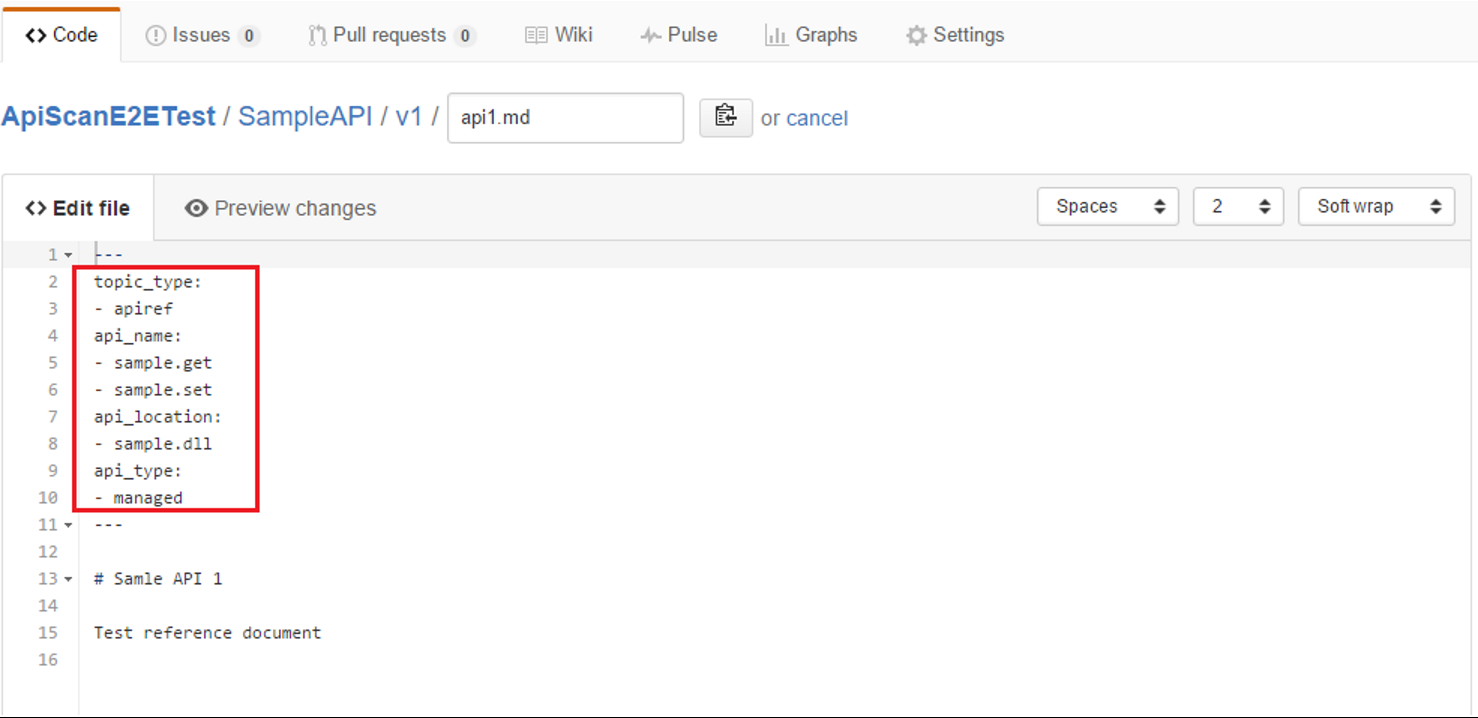 Code Issues 0 Pull requests 0 Wiki Pulse Graphs Settings
ApiScanE2ETest / SampleAPI / v1 / api1.md or cancel
Edit file Preview changes Spaces 2 Soft wrap
1 ---
2 topic_type:
3 - apiref
4 api_name:
5 - sample.get
6 - sample.set
7 api_location:
8 - sample.dll
9 api_type:
10 - managed
11 ---
12
13 # Samle API 1
14
15 Test reference document
16